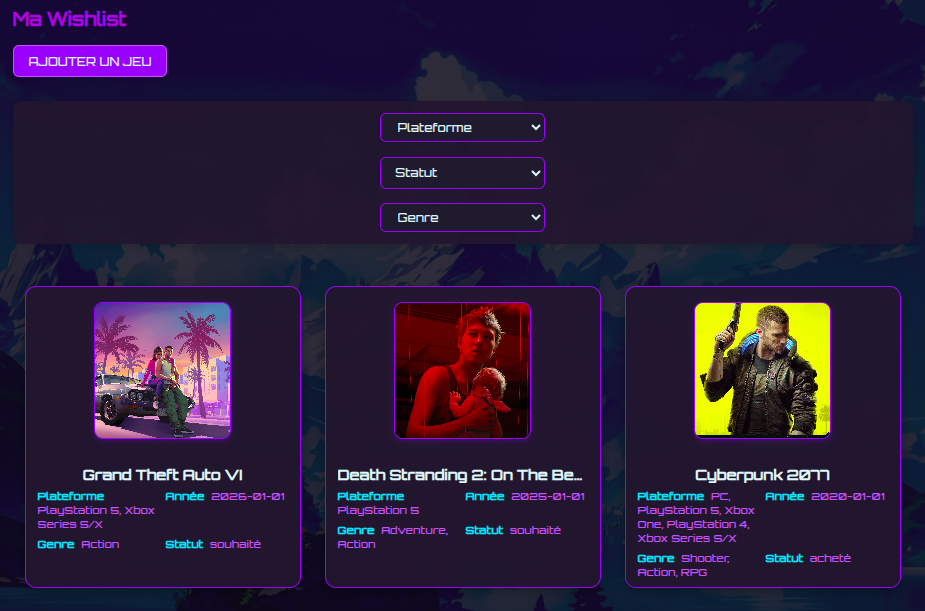 Ma Wishlist
AJOUTER UN JEU
Plateforme
Statut
Genre
Grand Theft Auto VI
Plateforme PlayStation 5, Xbox Series S/X
Année 2026-01-01
Genre Action
Statut souhaité
Death Stranding 2: On The Be...
Plateforme PlayStation 5
Année 2025-01-01
Genre Adventure, Action
Statut souhaité
Cyberpunk 2077
Plateforme PC, PlayStation 5, Xbox One, PlayStation 4, Xbox Series S/X
Année 2020-01-01
Genre Shooter, Action, RPG
Statut acheté